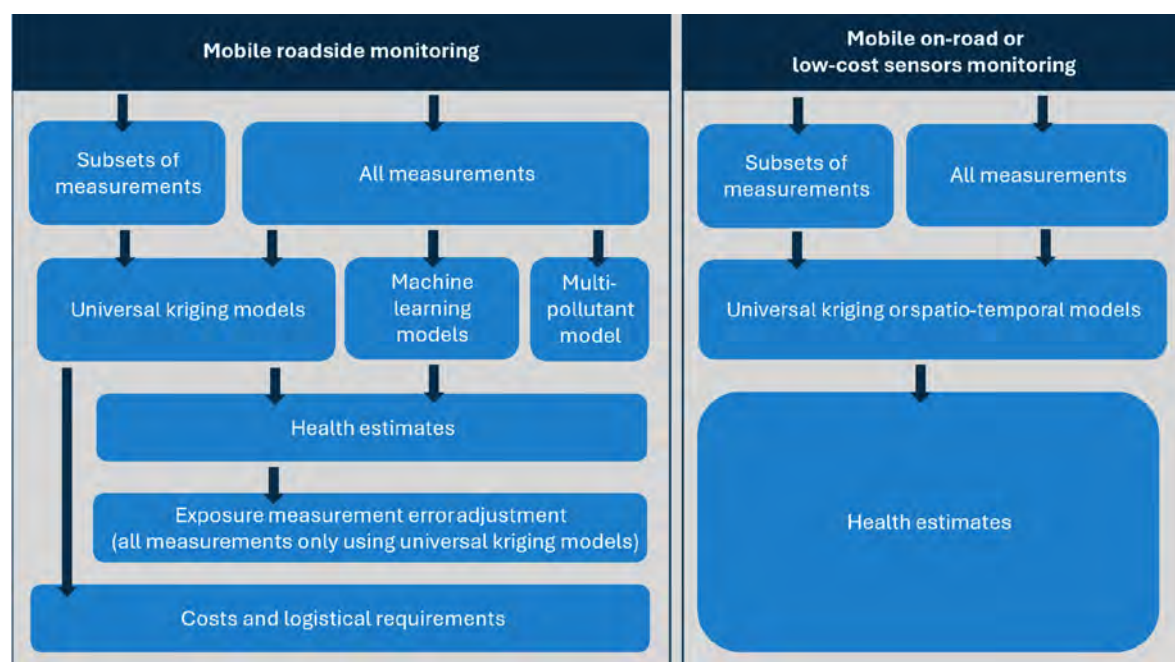 Mobile roadside monitoring
Subsets of
measurements
All measurements
Universal kriging models
Machine
learning
models
Multi-
pollutant
model
Health estimates
Exposure measurement erroradjustment
(all measurements only using universal kriging models)
Costs and logistical requirements
Mobile on-road or
low-cost sensors monitoring
Subsets of
measurements
All measurements
Universal kriging orspatio-temporal models
Health estimates